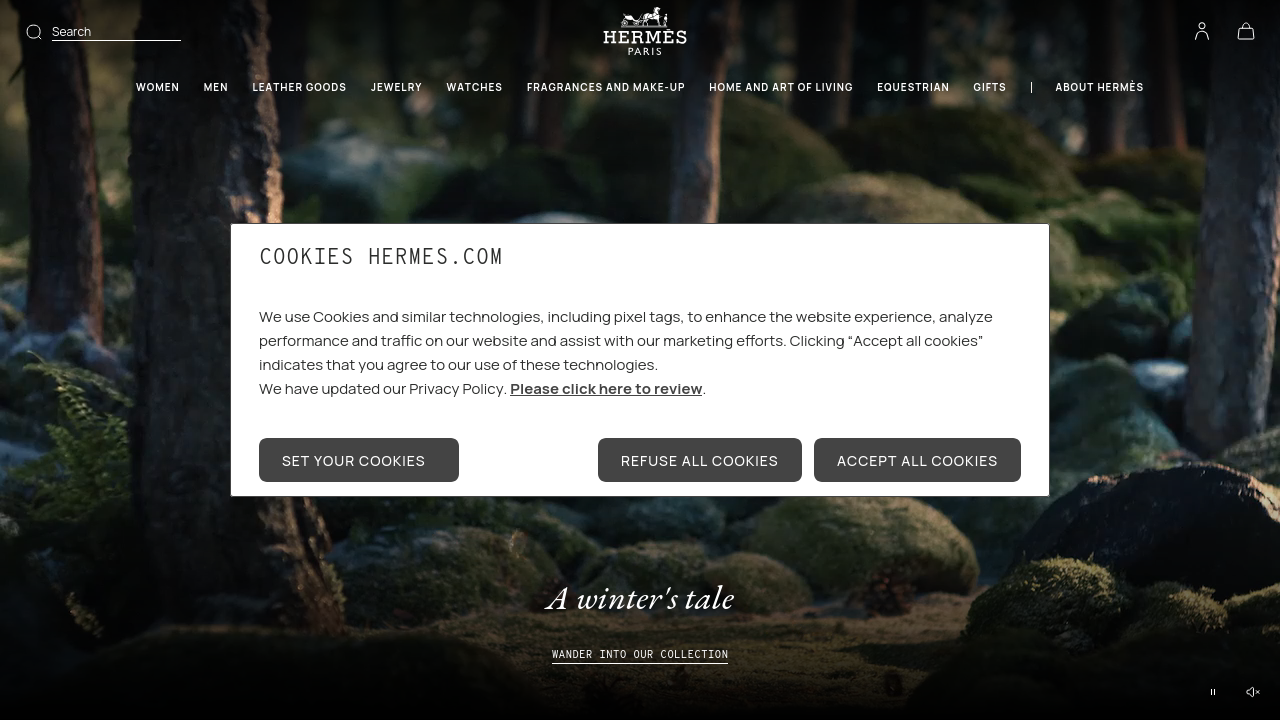 Search
HERMÈS
PARIS
WOMEN MEN LEATHER GOODS JEWELRY WATCHES FRAGRANCES AND MAKE-UP HOME AND ART OF LIVING EQUESTRIAN GIFTS | ABOUT HERMÈS
COOKIES HERMES.COM
We use Cookies and similar technologies, including pixel tags, to enhance the website experience, analyze
performance and traffic on our website and assist with our marketing efforts. Clicking “Accept all cookies”
indicates that you agree to our use of these technologies.
We have updated our Privacy Policy. Please click here to review.
SET YOUR COOKIES REFUSE ALL COOKIES ACCEPT ALL COOKIES
A winter's tale
WANDER INTO OUR COLLECTION